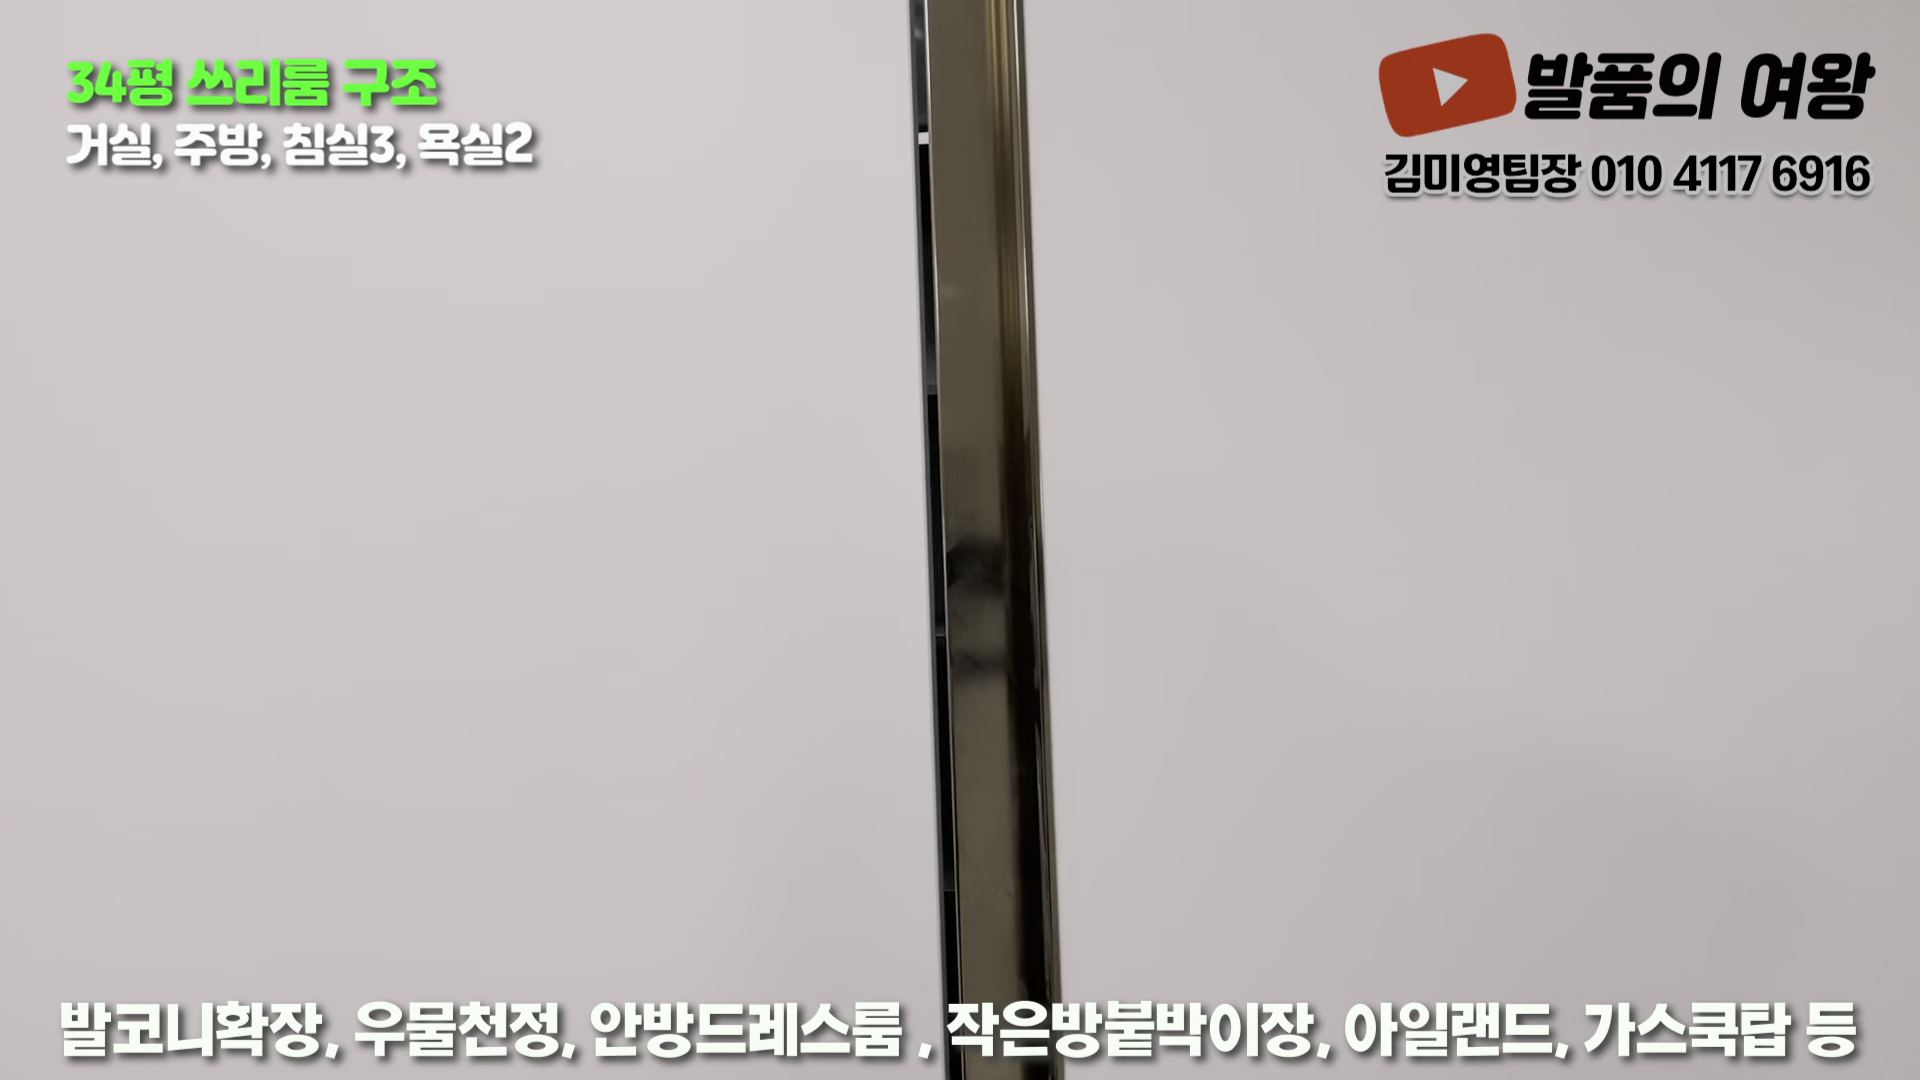 34평 쓰리룸 구조
거실, 주방, 침실3, 욕실2
발품의 여왕
김미영팀장 010 4117 6916
발코니확장, 우물천정, 안방드레스룸 , 작은방붙박이장, 아일랜드, 가스쿡탑 등